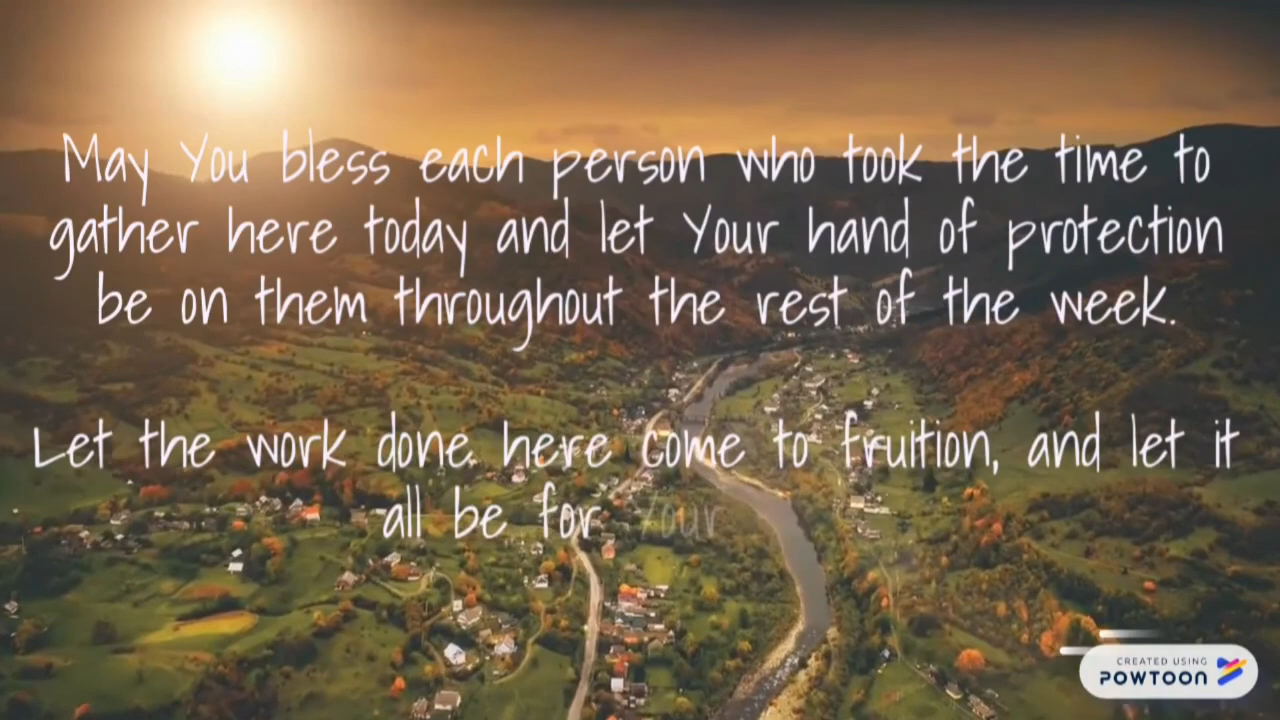 May You bless each person who took the time to
gather here today and let Your hand of protection
be on them throughout the rest of the week.
Let the work done here come to fruition, and let it
all be for Your
CREATED USING
POWTOON